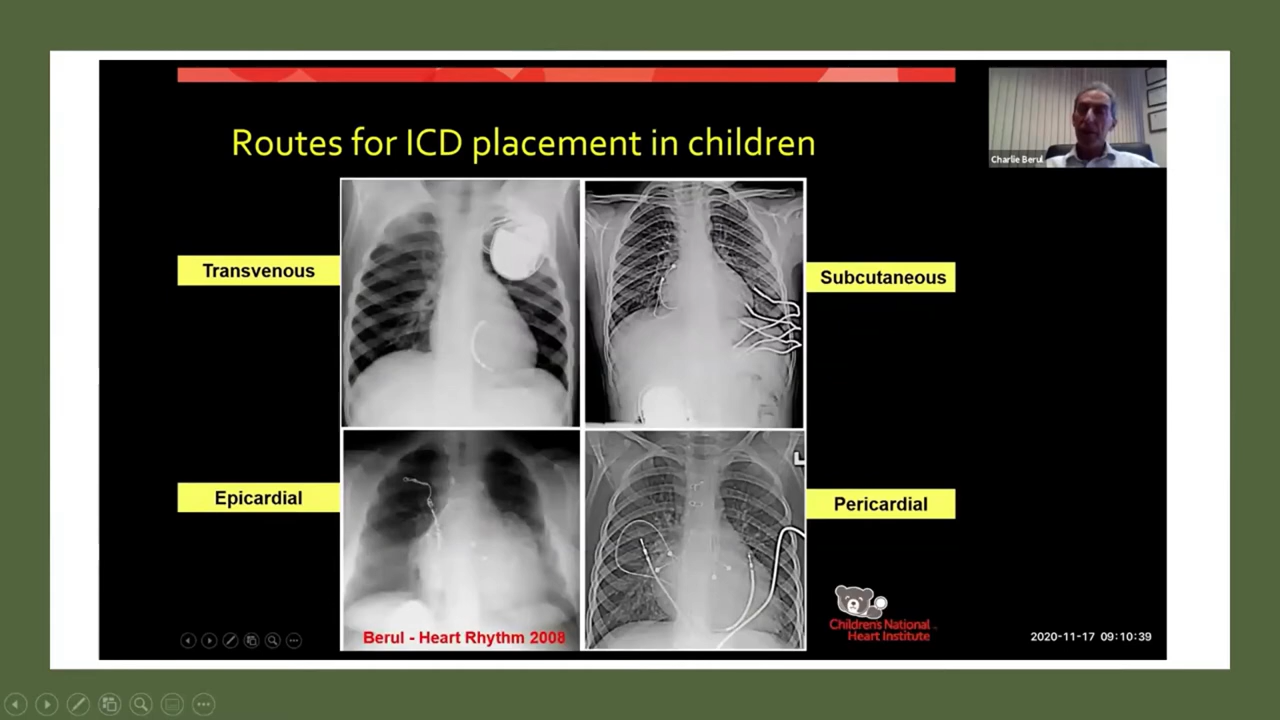 Routes for ICD placement in children
Charlie Berul
Transvenous
Subcutaneous
Epicardial
Pericardial
L
Berul - Heart Rhythm 2008
Children's National
Heart Institute
2020-11-17 09:10:39